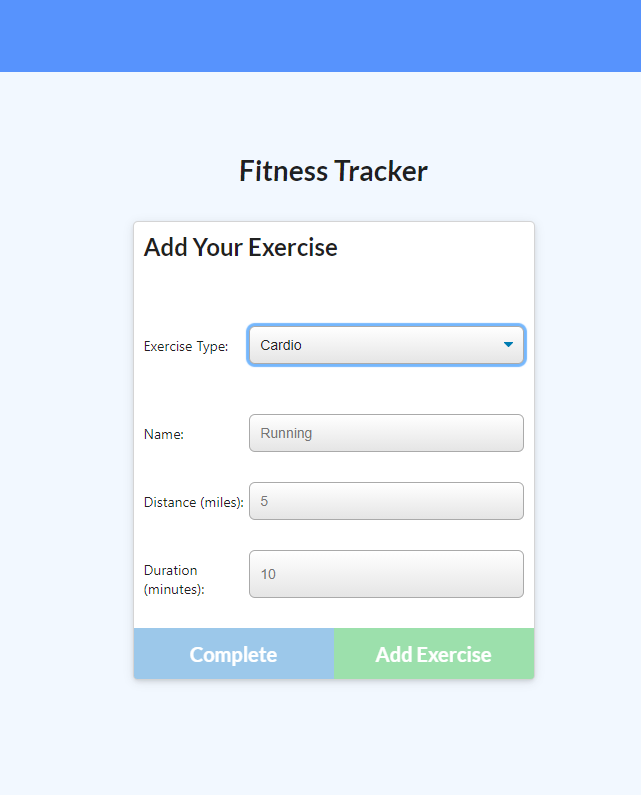 Fitness Tracker
Add Your Exercise
Exercise Type:
Cardio
Name:
Running
Distance (miles):
5
Duration
(minutes):
10
Complete
Add Exercise